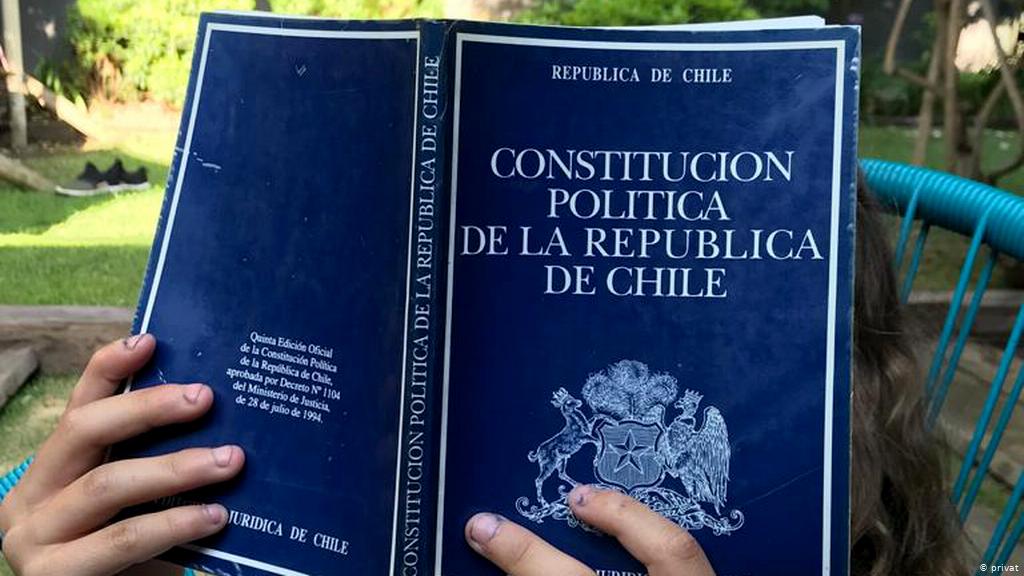 REPUBLICA DE CHILE
CONSTITUCION
POLITICA
DE LA REPUBLICA
DE CHILE
CONSTITUCION POLITICA DE LA REPUBLICA DE CHILE
Quinta Edición Oficial
de la Constitución Política
de la República de Chile,
aprobada por Decreto Nº 1104
del Ministerio de Justicia,
de 28 de julio de 1994.
JURIDICA DE CHILE
© privat